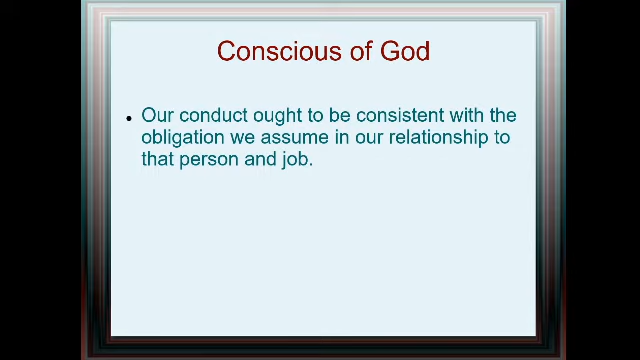 Conscious of God
• Our conduct ought to be consistent with the
obligation we assume in our relationship to
that person and job.